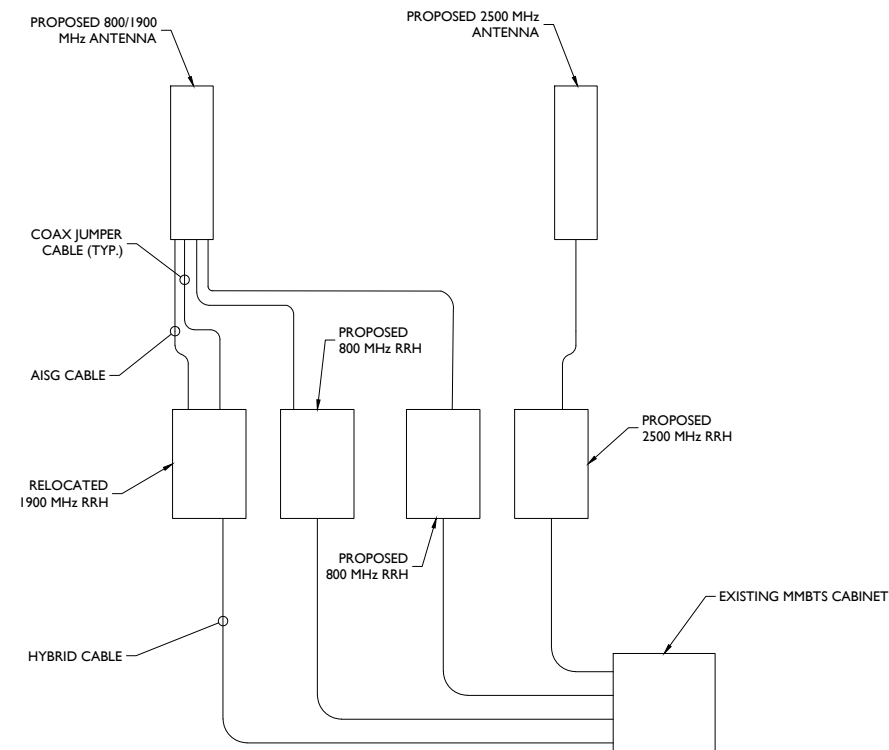 PROPOSED 800/1900
MHz ANTENNA
PROPOSED 2500 MHz
ANTENNA
COAX JUMPER
CABLE (TYP.)
AISG CABLE
PROPOSED
800 MHz RRH
PROPOSED
2500 MHz RRH
RELOCATED
1900 MHz RRH
PROPOSED
800 MHz RRH
EXISTING MMBTS CABINET
HYBRID CABLE